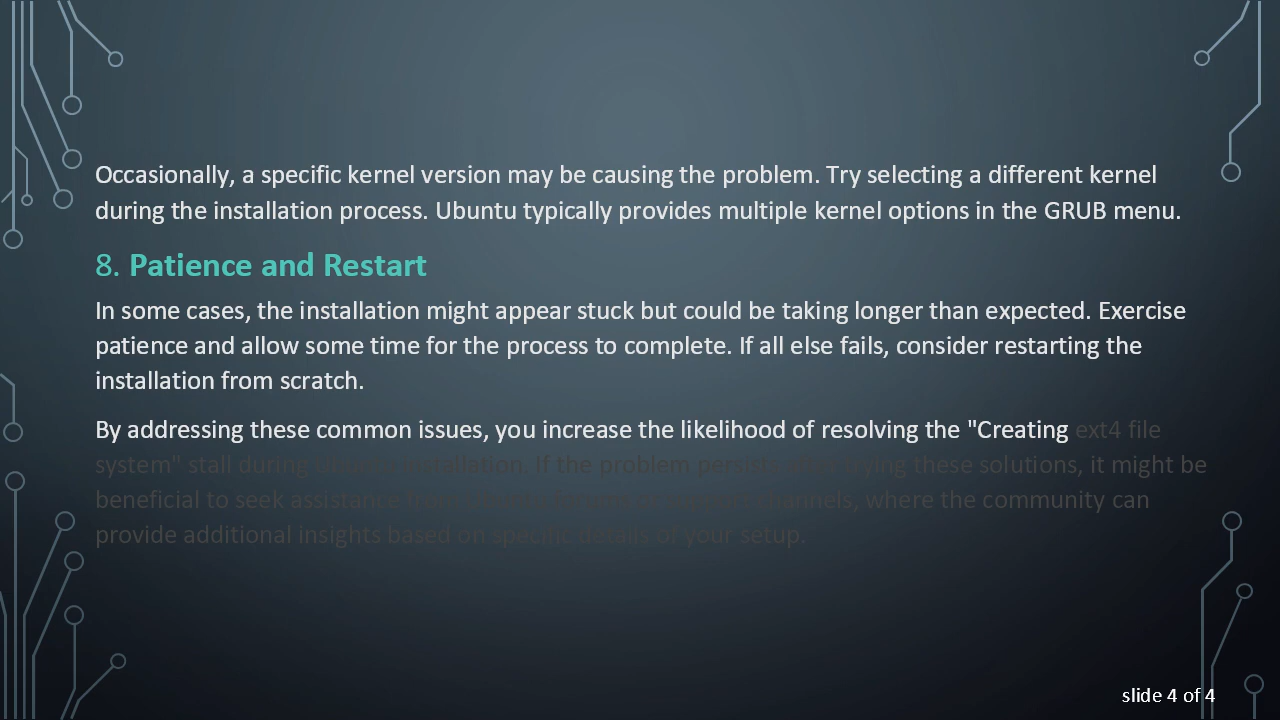 Occasionally, a specific kernel version may be causing the problem. Try selecting a different kernel
during the installation process. Ubuntu typically provides multiple kernel options in the GRUB menu.
8. Patience and Restart
In some cases, the installation might appear stuck but could be taking longer than expected. Exercise
patience and allow some time for the process to complete. If all else fails, consider restarting the
installation from scratch.
By addressing these common issues, you increase the likelihood of resolving the "Creating ext4 file
system" stall during installation. If the problem persists trying these solutions, it might be
beneficial to seek assistance channels, where the community can
provide additional insights based on specific details of your setup.
slide 4 of 4